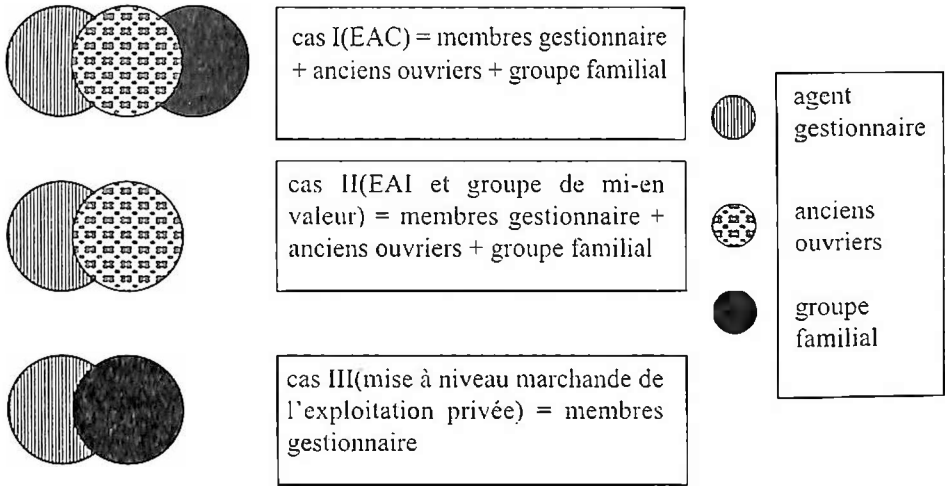 cas I(EAC) = membres gestionnaire
+ anciens ouvriers + groupe familial
cas II(EAI et groupe de mi-en
valeur) = membres gestionnaire +
anciens ouvriers + groupe familial
cas III(mise à niveau marchande de
l'exploitation privée) = membres
gestionnaire
agent
gestionnaire
anciens
ouvriers
groupe
familial